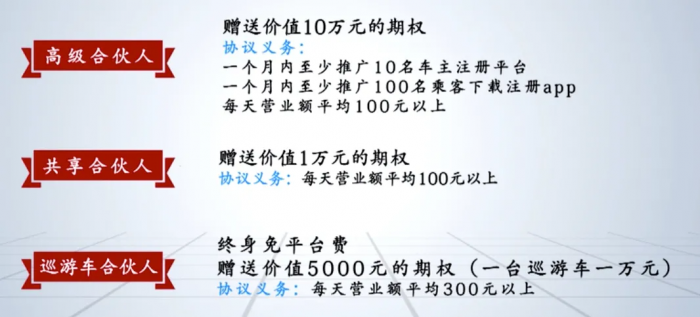 高级合伙人
赠送价值10万元的期权
协议义务：
一个月内至少推广10名车主注册平台
一个月内至少推广100名乘客下载注册app
每天营业额平均100元以上
共享合伙人
赠送价值1万元的期权
协议义务：每天营业额平均100元以上
巡游车合伙人
终身免平台费
赠送价值5000元的期权（一台巡游车一万元）
协议义务：每天营业额平均300元以上